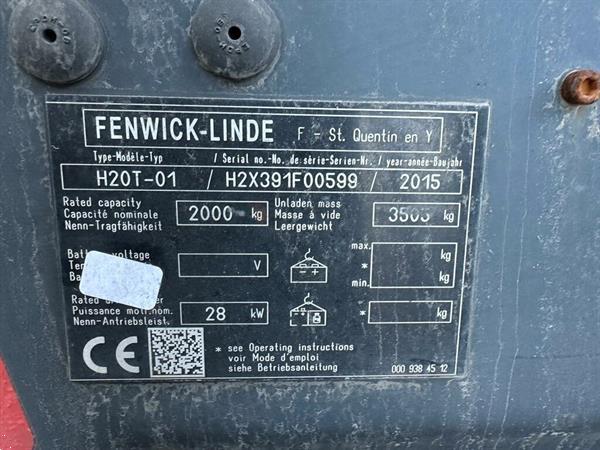 FENWICK-LINDE F - St. Quentin en Y
Type-Modèle-Typ / Serial no.-No. de série-Serien-Nr. / year-année-Baujahr
H20T-01 / H2X391F00599 / 2015
Rated capacity
Capacité nominale
Nenn-Tragfähigkeit
2000 kg
Unladen mass
Masse à vide
Leergewicht
3505 kg
voltage
V
- +
max. kg
*
min. kg
Rated
Puissance mot.nom.
Nenn-Antriebsleist.
28 kW
* kg
CE
* see Operating instructions
voir Mode d'emploi
siehe Betriebsanleitung
000 938 45 12